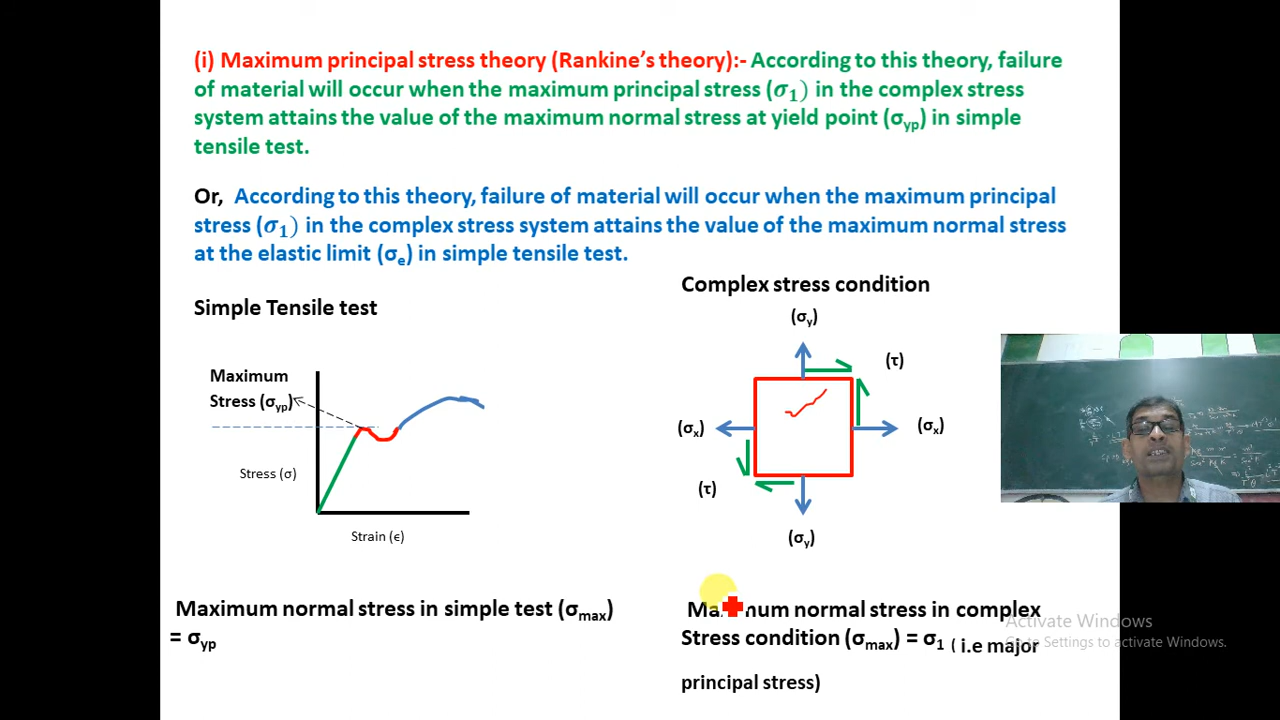 (i) Maximum principal stress theory (Rankine’s theory):- According to this theory, failure
of material will occur when the maximum principal stress (σ1) in the complex stress
system attains the value of the maximum normal stress at yield point (σyp) in simple
tensile test.
Or, According to this theory, failure of material will occur when the maximum principal
stress (σ1) in the complex stress system attains the value of the maximum normal stress
at the elastic limit (σe) in simple tensile test.
Simple Tensile test
Complex stress condition
Maximum
Stress (σyp)
Stress (σ)
Strain (ϵ)
(σy)
(τ)
(σx)
(σx)
(τ)
(σy)
Maximum normal stress in simple test (σmax)
= σyp
normal stress in complex
Stress condition (σmax) = σ1 ( i.e major
principal stress)
Activate Windows
Go to Settings to activate Windows.